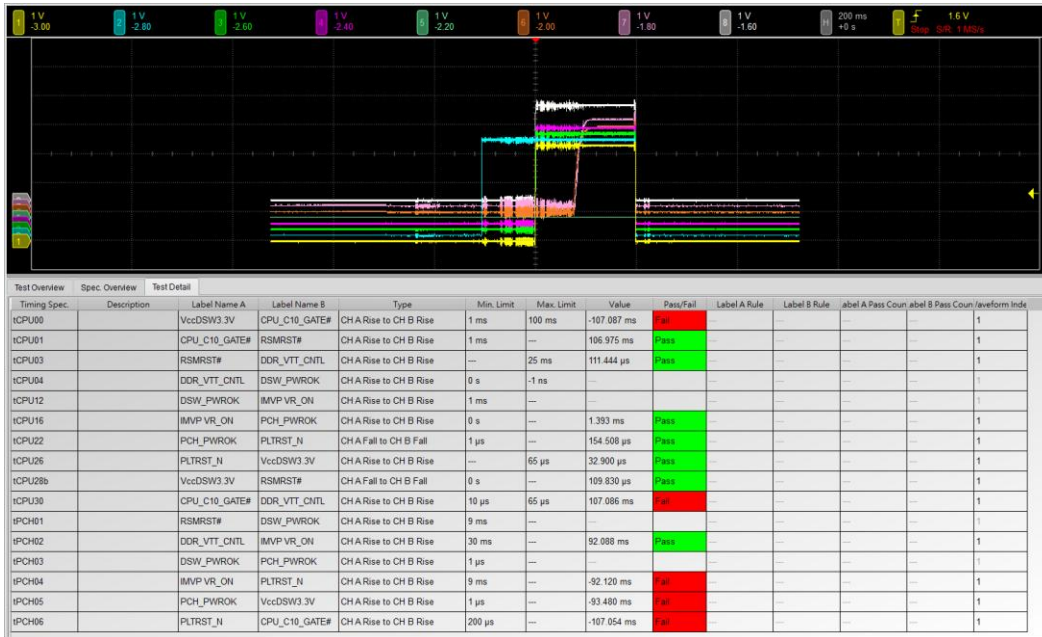 1 1 V -3.00 2 1 V -2.80 3 1 V -2.60 4 1 V -2.40 5 1 V -2.20 6 1 V -2.00 7 1 V -1.80 8 1 V -1.60 H 200 ms +0 s T 1.6 V Stop S/R: 1 MS/s
1
Test Overview Spec. Overview Test Detail
Timing Spec. Description Label Name A Label Name B Type Min. Limit Max. Limit Value Pass/Fail Label A Rule Label B Rule abel A Pass Coun abel B Pass Coun Vaveform Inde
tCPU00 VccDSW3.3V CPU_C10_GATE# CH A Rise to CH B Rise 1 ms 100 ms -107.087 ms Fail --- --- --- --- 1
tCPU01 CPU_C10_GATE# RSMRST# CH A Rise to CH B Rise 1 ms --- 106.975 ms Pass --- --- --- --- 1
tCPU03 RSMRST# DDR_VTT_CNTL CH A Rise to CH B Rise --- 25 ms 111.444 µs Pass --- --- --- --- 1
tCPU04 DDR_VTT_CNTL DSW_PWROK CH A Rise to CH B Rise 0 s -1 ns --- --- --- --- --- 1
tCPU12 DSW_PWROK IMVP VR_ON CH A Rise to CH B Rise 1 ms --- --- --- --- --- --- 1
tCPU16 IMVP VR_ON PCH_PWROK CH A Rise to CH B Rise 0 s --- 1.393 ms Pass --- --- --- --- 1
tCPU22 PCH_PWROK PLTRST_N CH A Fall to CH B Fall 1 µs --- 154.508 µs Pass --- --- --- --- 1
tCPU26 PLTRST_N VccDSW3.3V CH A Rise to CH B Rise --- 65 µs 32.900 µs Pass --- --- --- --- 1
tCPU28b VccDSW3.3V RSMRST# CH A Fall to CH B Fall 0 s --- 109.830 µs Pass --- --- --- --- 1
tCPU30 CPU_C10_GATE# DDR_VTT_CNTL CH A Rise to CH B Rise 10 µs 65 µs 107.086 ms Fail --- --- --- --- 1
tPCH01 RSMRST# DSW_PWROK CH A Rise to CH B Rise 9 ms --- --- --- --- --- --- 1
tPCH02 DDR_VTT_CNTL IMVP VR_ON CH A Rise to CH B Rise 30 ms --- 92.088 ms Pass --- --- --- --- 1
tPCH03 DSW_PWROK PCH_PWROK CH A Rise to CH B Rise 1 µs --- --- --- --- --- --- 1
tPCH04 IMVP VR_ON PLTRST_N CH A Rise to CH B Rise 9 ms --- -92.120 ms Fail --- --- --- --- 1
tPCH05 PCH_PWROK VccDSW3.3V CH A Rise to CH B Rise 1 µs --- -93.480 ms Fail --- --- --- --- 1
tPCH06 PLTRST_N CPU_C10_GATE# CH A Rise to CH B Rise 200 µs --- -107.054 ms Fail --- --- --- --- 1